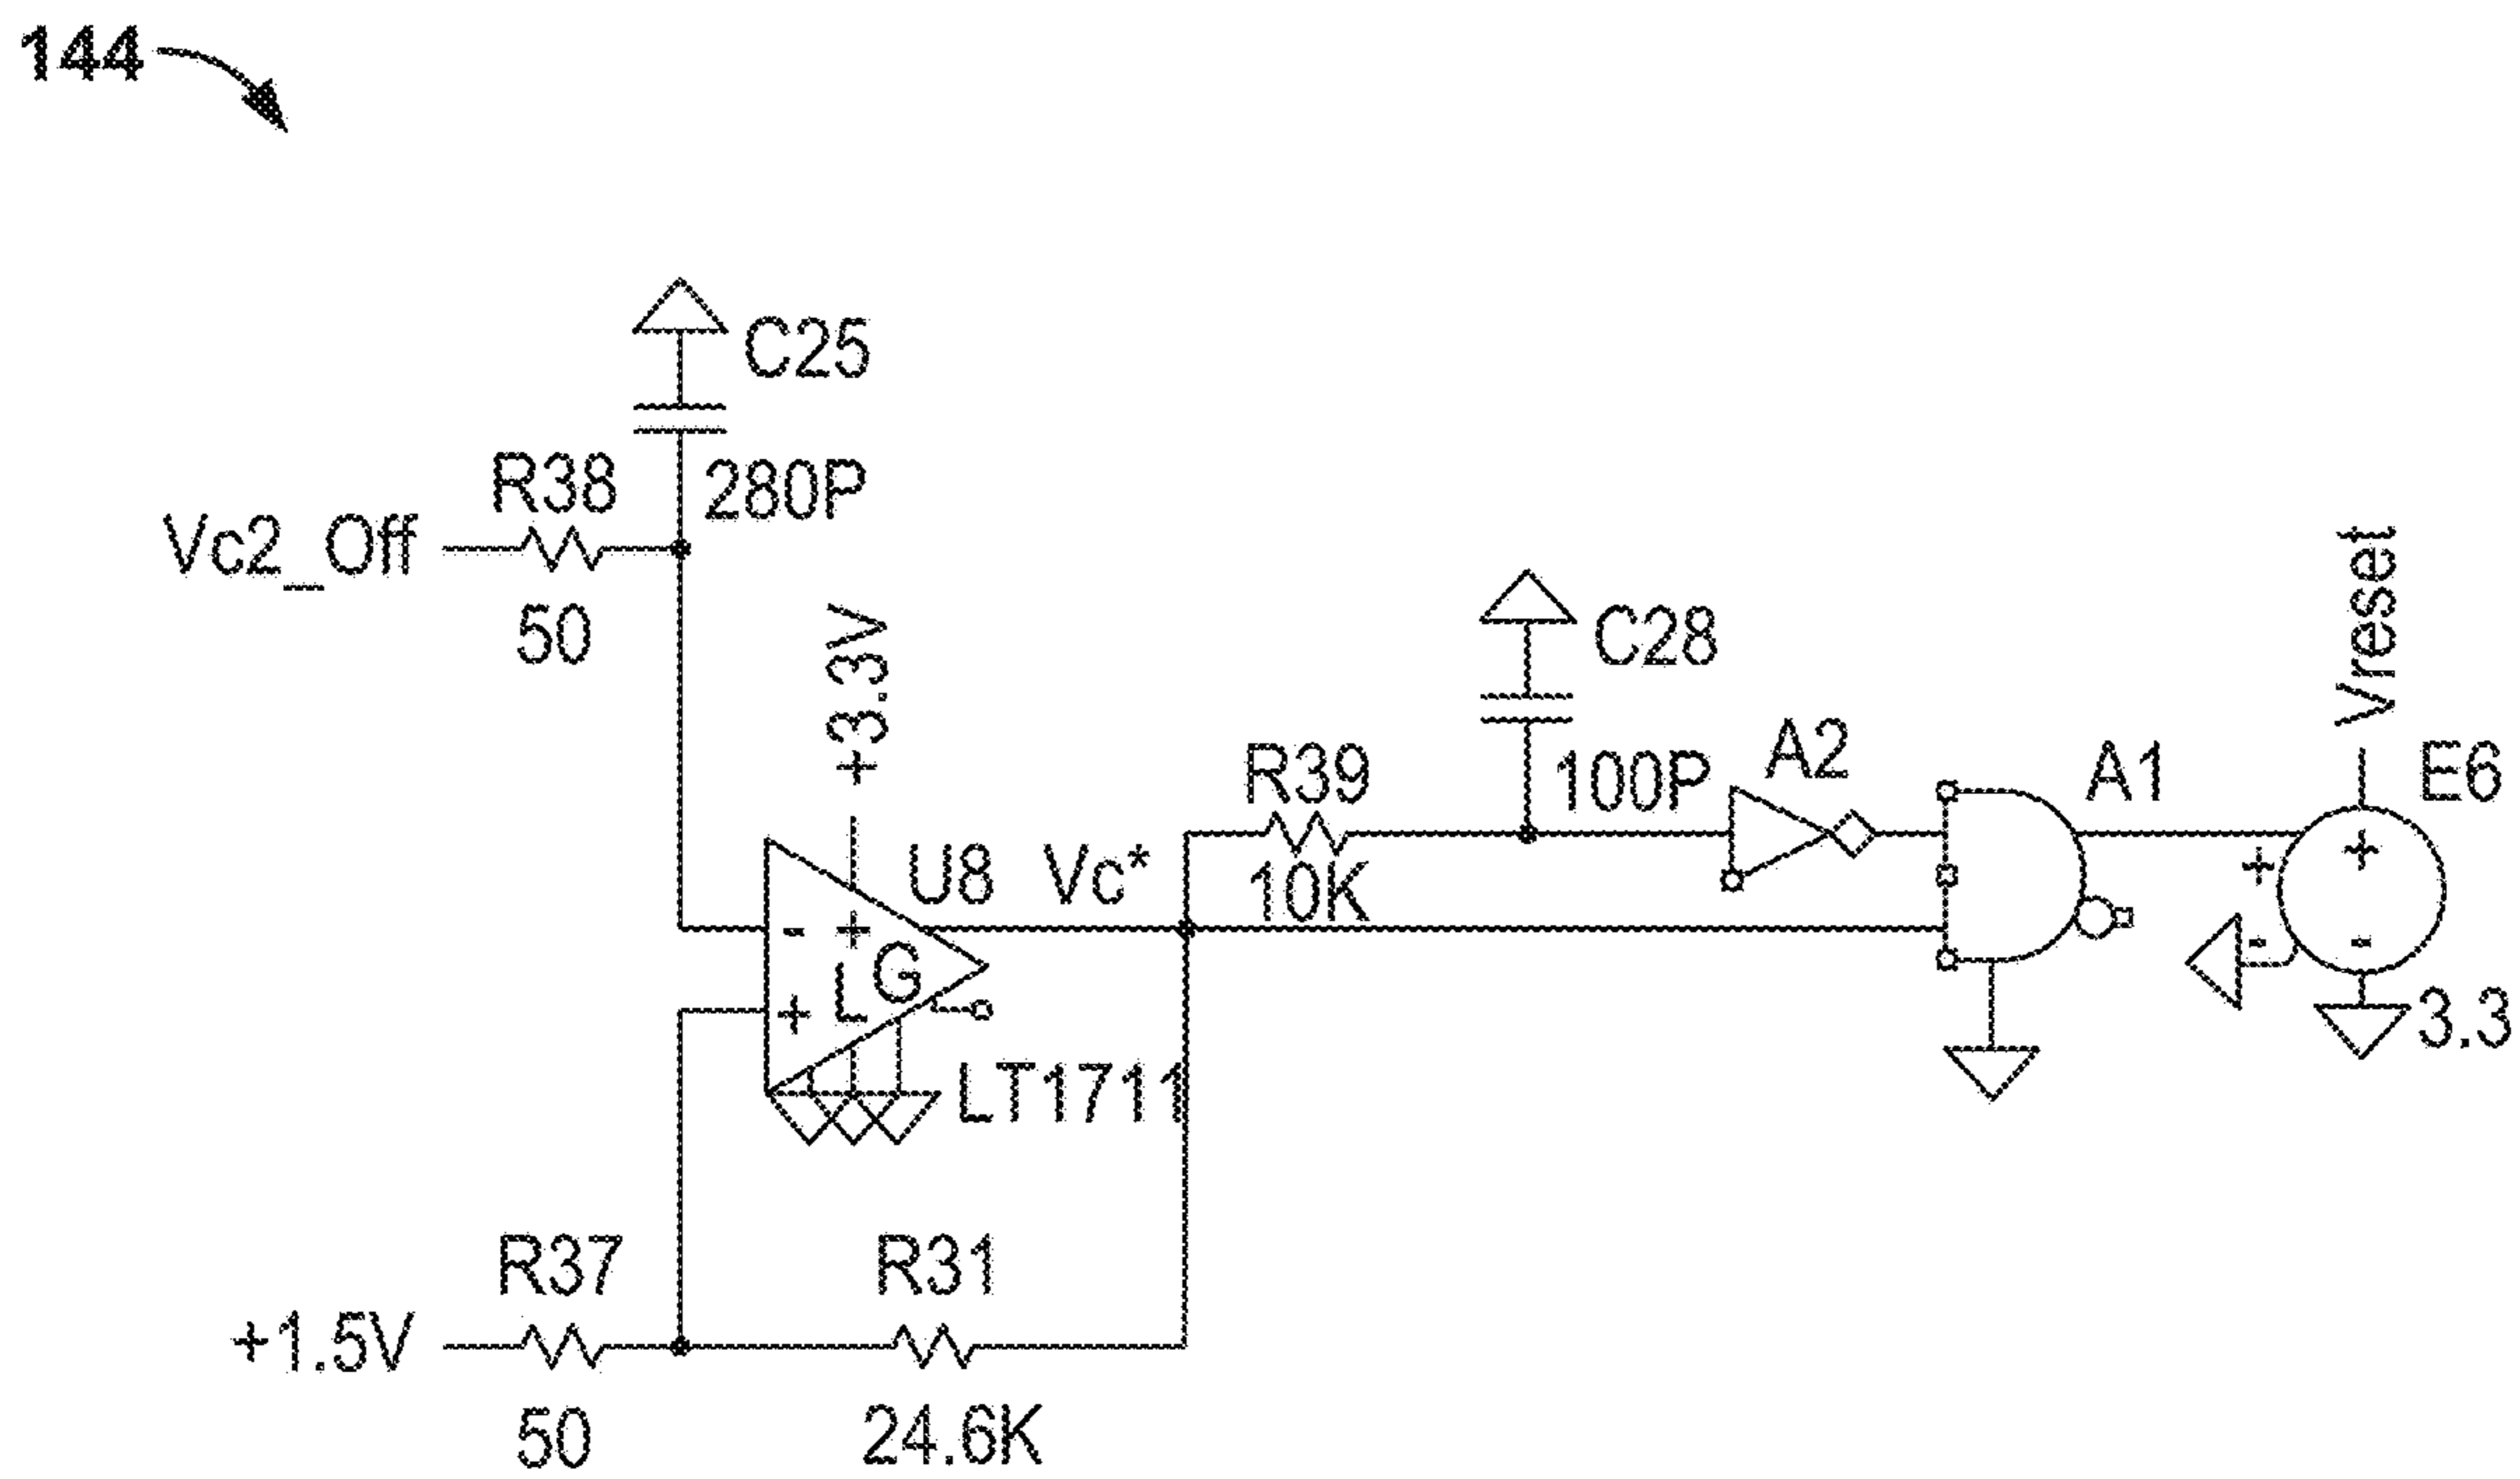 144
C25
R38
280P
Vc2_Off
50
+3.3V
C28
Vreset
R39
100P
A2
A1
E6
10K
U8
Vc*
- +
LG
+
+
+
-
-
LT1711
3.3
R37
R31
+1.5V
50
24.6K